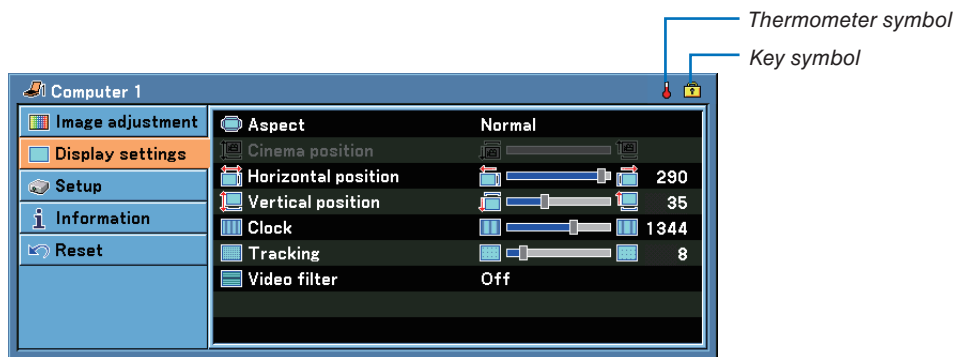 Thermometer symbol
Key symbol
Computer 1
Image adjustment
Display settings
Setup
Information
Reset
Aspect Normal
Cinema position
Horizontal position 290
Vertical position 35
Clock 1344
Tracking 8
Video filter Off